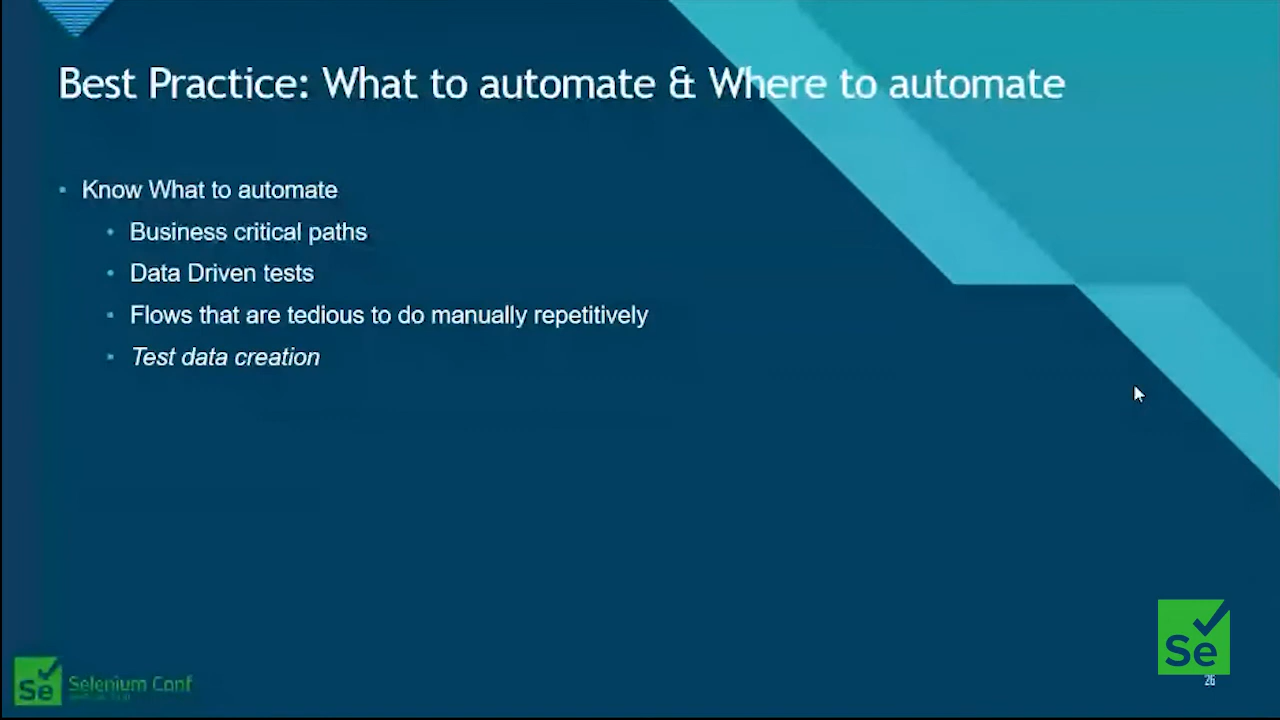 Best Practice: What to automate & Where to automate
• Know What to automate
• Business critical paths
• Data Driven tests
• Flows that are tedious to do manually repetitively
• Test data creation
Se
Se Selenium Conf
26